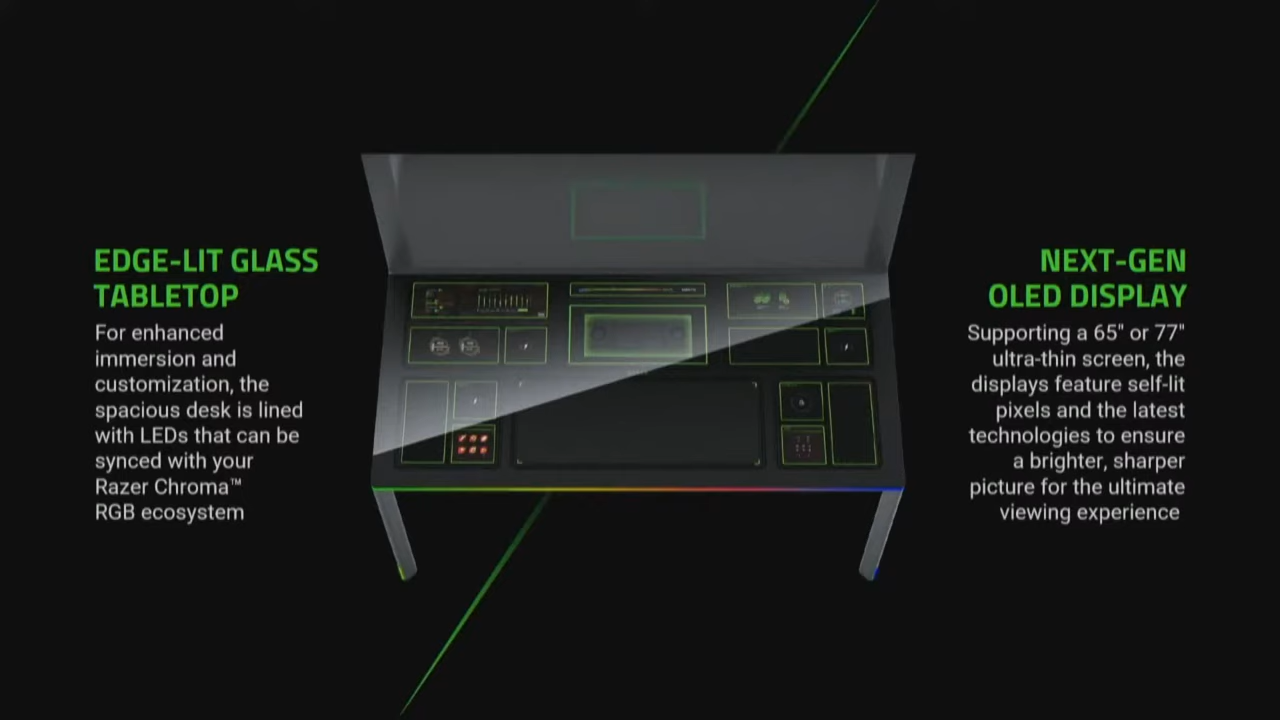 EDGE-LIT GLASS
TABLETOP
For enhanced
immersion and
customization, the
spacious desk is lined
with LEDs that can be
synced with your
Razer Chroma™
RGB ecosystem
NEXT-GEN
OLED DISPLAY
Supporting a 65" or 77"
ultra-thin screen, the
displays feature self-lit
pixels and the latest
technologies to ensure
a brighter, sharper
picture for the ultimate
viewing experience